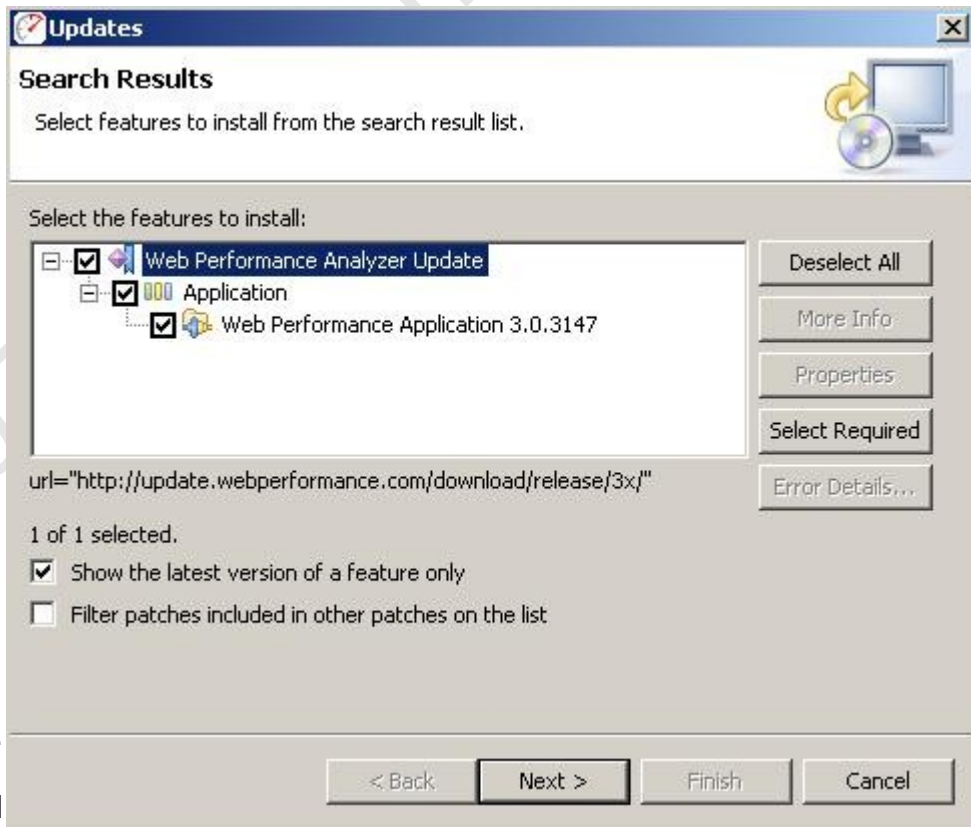 Updates
Search Results
Select features to install from the search result list.
Select the features to install:
Web Performance Analyzer Update
Application
Web Performance Application 3.0.3147
Deselect All
More Info
Properties
Select Required
Error Details...
url="http://update.webperformance.com/download/release/3x/"
1 of 1 selected.
Show the latest version of a feature only
Filter patches included in other patches on the list
< Back
Next >
Finish
Cancel